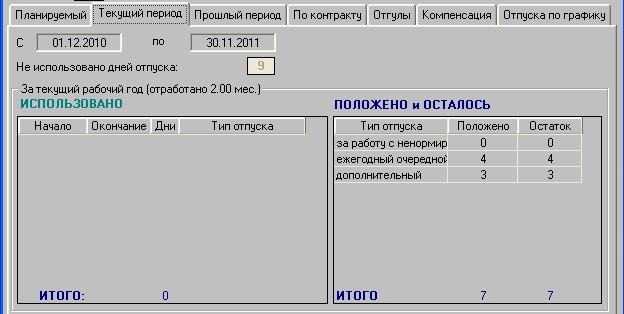 Планируемый Текущий период Прошлый период По контракту Отгулы Компенсация Отпуска по графику
С 01.12.2010 по 30.11.2011
Не использовано дней отпуска: 9
За текущий рабочий год (отработано 2.00 мес.)
ИСПОЛЬЗОВАНО ПОЛОЖЕНО и ОСТАЛОСЬ
Начало Окончание Дни Тип отпуска Тип отпуска Положено Остаток
за работу с ненормир 0 0
ежегодный очередной 4 4
дополнительный 3 3
ИТОГО: 0 ИТОГО 7 7